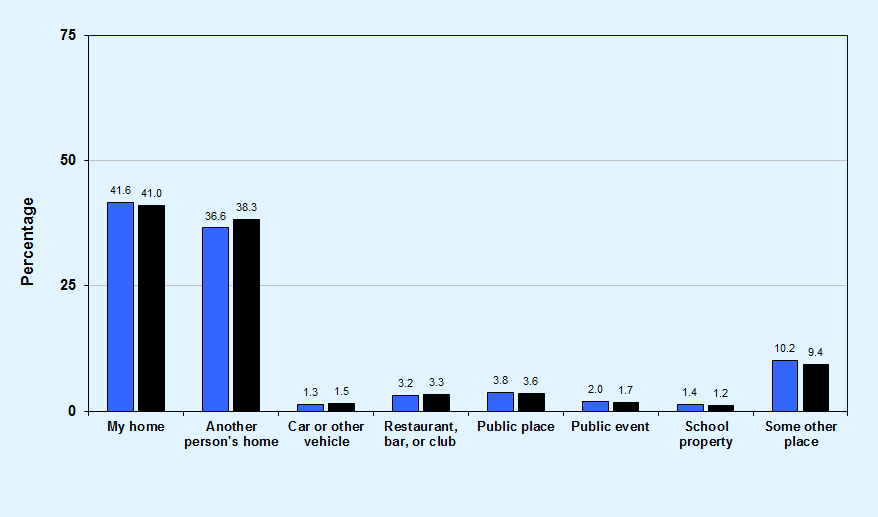 75
50
25
0
Percentage
41.6 41.0
36.6 38.3
1.3 1.5
3.2 3.3
3.8 3.6
2.0 1.7
1.4 1.2
10.2 9.4
My home
Another
person's home
Car or other
vehicle
Restaurant,
bar, or club
Public place
Public event
School
property
Some other
place